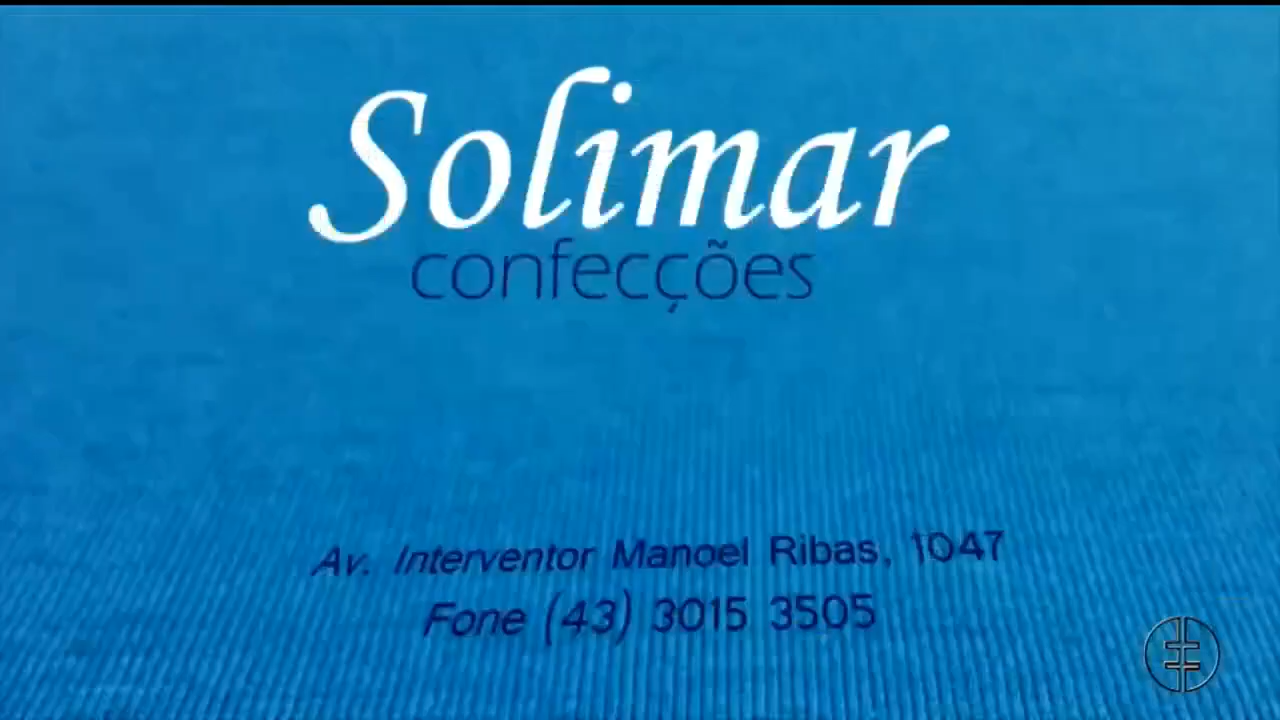 Solimar
confecções
Av. Interventor Manoel Ribas, 1047
Fone (43) 3015 3505